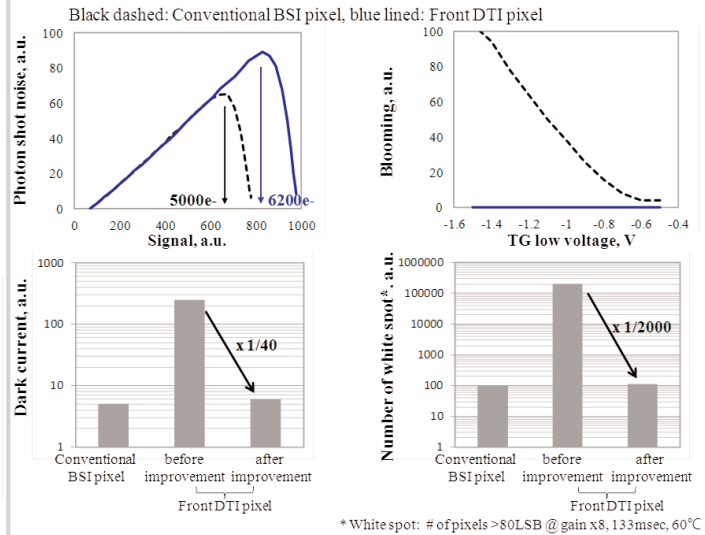 Black dashed: Conventional BSI pixel, blue lined: Front DTI pixel
Photon shot noise, a.u.
100
80
60
40
20
0
5000e-
6200e-
0 200 400 600 800 1000
Signal, a.u.
Blooming, a.u.
100
80
60
40
20
0
-1.6 -1.4 -1.2 -1 -0.8 -0.6 -0.4
TG low voltage, V
Dark current, a.u.
1000
100
10
1
x 1/40
Conventional before after
BSI pixel improvement improvement
Front DTI pixel
Number of white spot*. a.u.
1000000
100000
10000
1000
100
10
1
x 1/2000
Conventional before after
BSI pixel improvement improvement
Front DTI pixel
* White spot: # of pixels >80LSB @ gain x8, 133msec, 60℃